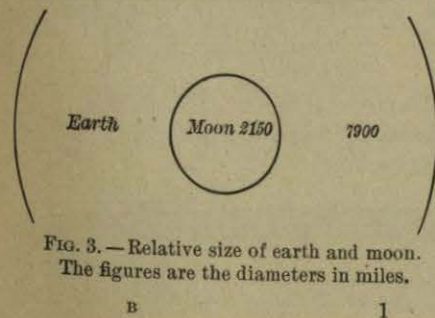 Earth Moon 2150 7900
FIG. 3. — Relative size of earth and moon.
The figures are the diameters in miles.
B 1